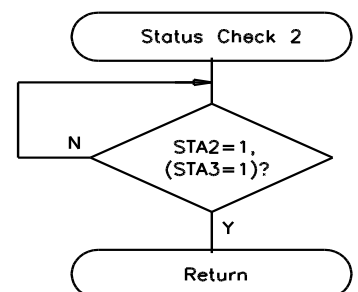 Status Check 2
N
STA2=1,
(STA3=1)?
Y
Return